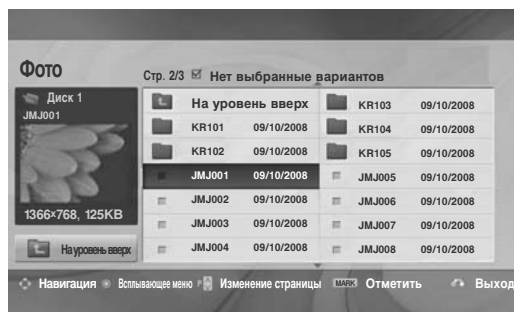 Фото
Стр. 2/3 Нет выбранные вариантов
Диск 1
JMJ001
1366×768, 125KB
На уровень вверх
На уровень вверх
KR101 09/10/2008
KR102 09/10/2008
JMJ001 09/10/2008
JMJ002 09/10/2008
JMJ003 09/10/2008
JMJ004 09/10/2008
KR103 09/10/2008
KR104 09/10/2008
KR105 09/10/2008
JMJ005 09/10/2008
JMJ006 09/10/2008
JMJ007 09/10/2008
JMJ008 09/10/2008
Навигация Всплывающее меню P Изменение страницы MARK Отметить Выход